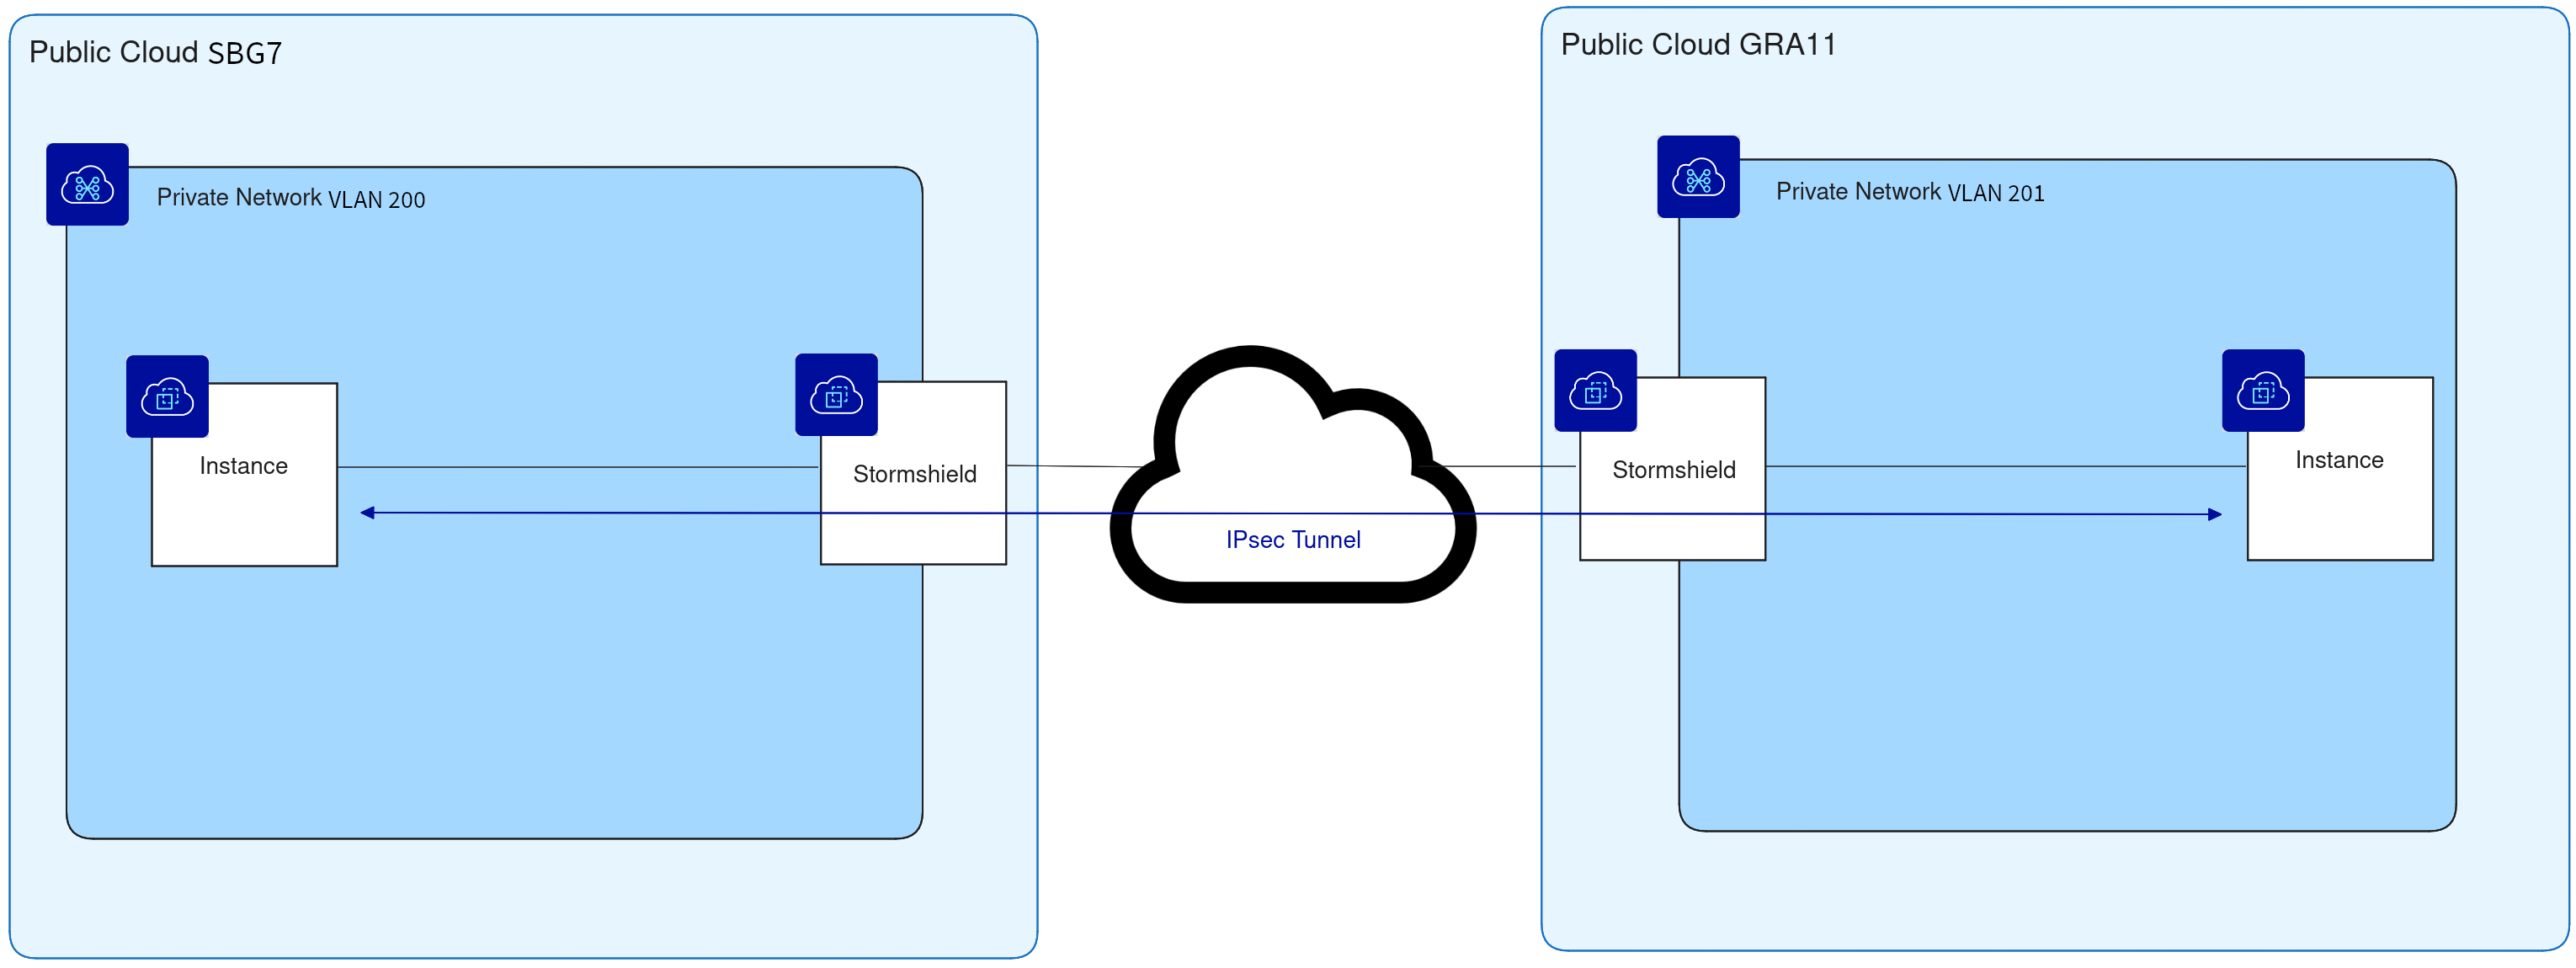 Public Cloud SBG7
Private Network VLAN 200
Instance
Stormshield
IPsec Tunnel
Public Cloud GRA11
Private Network VLAN 201
Stormshield
Instance